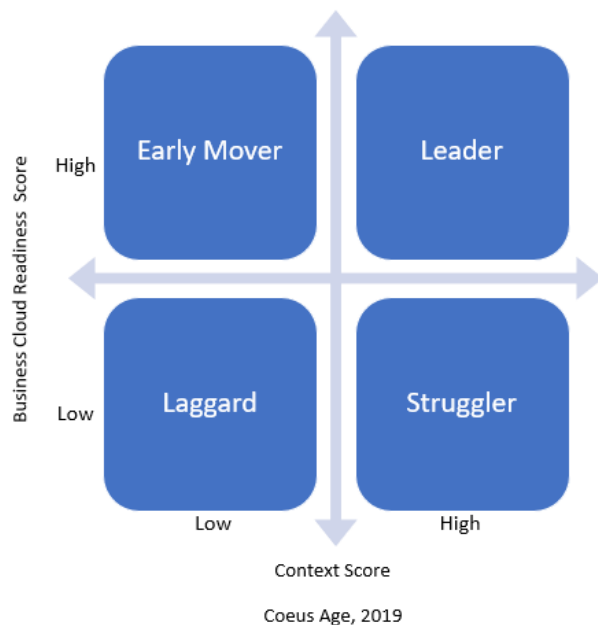 Business Cloud Readiness Score
High
Early Mover
Leader
Low
Laggard
Struggler
Low
High
Context Score
Coeus Age, 2019